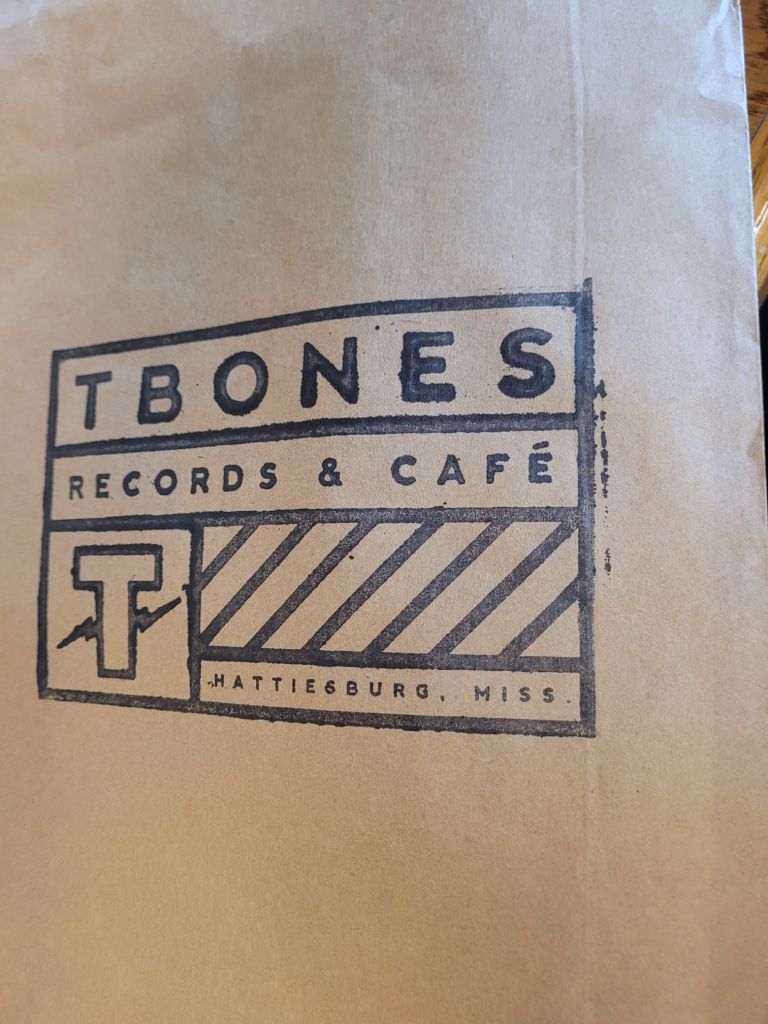 TBONES
RECORDS & CAFÉ
T
HATTIESBURG, MISS.